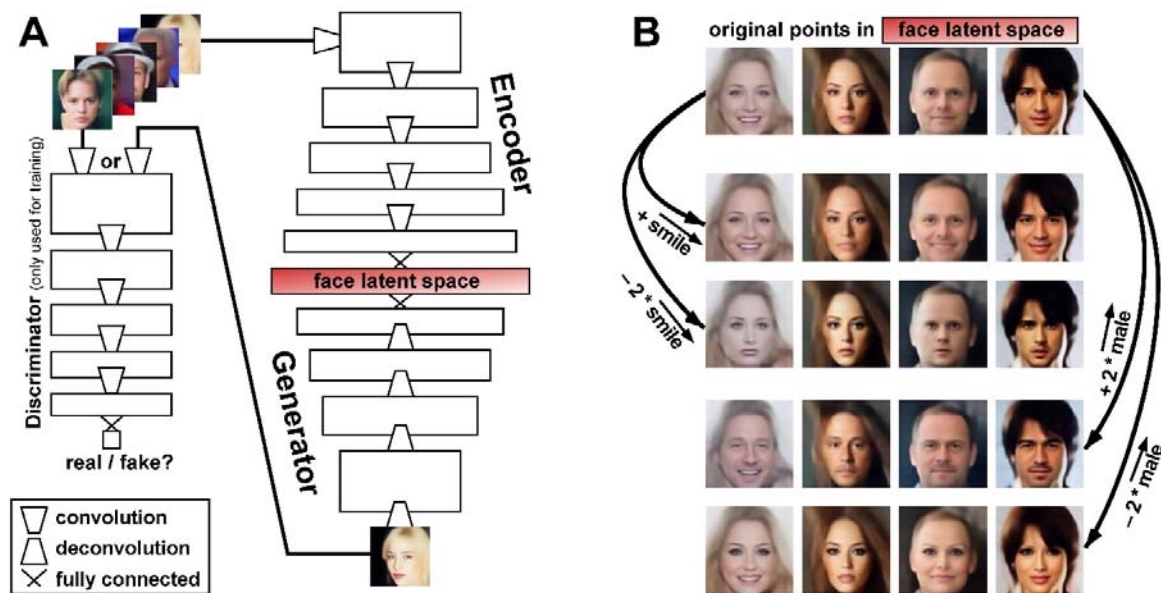 A
or
Discriminator (only used for training)
real / fake?
Encoder
face latent space
Generator
convolution
deconvolution
fully connected
B
original points in face latent space
+ smile
− 2 * smile
+ 2 * male
− 2 * male